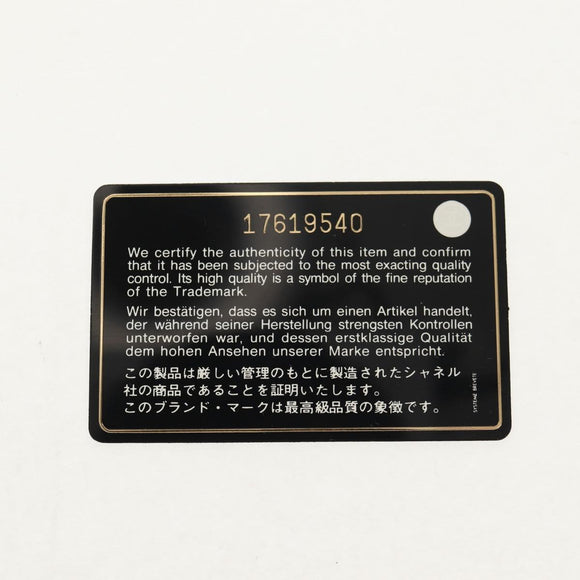 17619540
We certify the authenticity of this item and confirm
that it has been subjected to the most exacting quality
control. Its high quality is a symbol of the fine reputation
of the Trademark.
Wir bestätigen, dass es sich um einen Artikel handelt,
der während seiner Herstellung strengsten Kontrollen
unterworfen war, und dessen erstklassige Qualität
dem hohen Ansehen unserer Marke entspricht.
この製品は厳しい管理のもとに製造されたシャネル
社の商品であることを証明いたします。
このブランド・マークは最高級品質の象徴です。
SYSTEME BREVETE